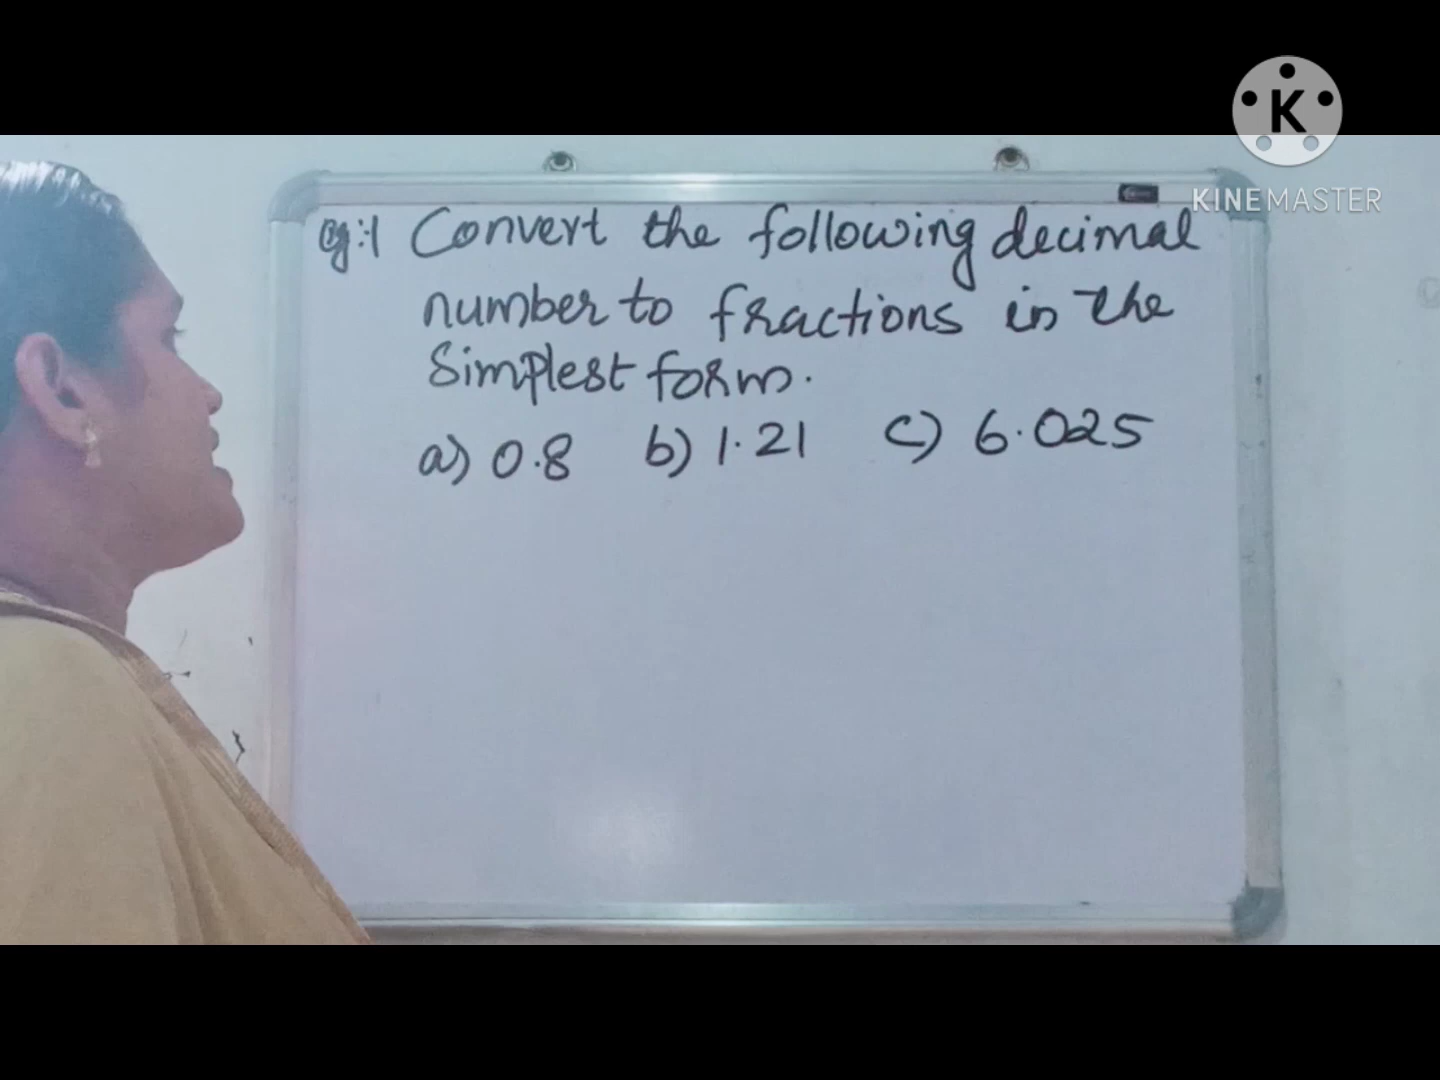 K
KINEMASTER
eg:1 Convert the following decimal
number to fractions in the
Simplest form.
a) 0.8 b) 1.21 c) 6.025